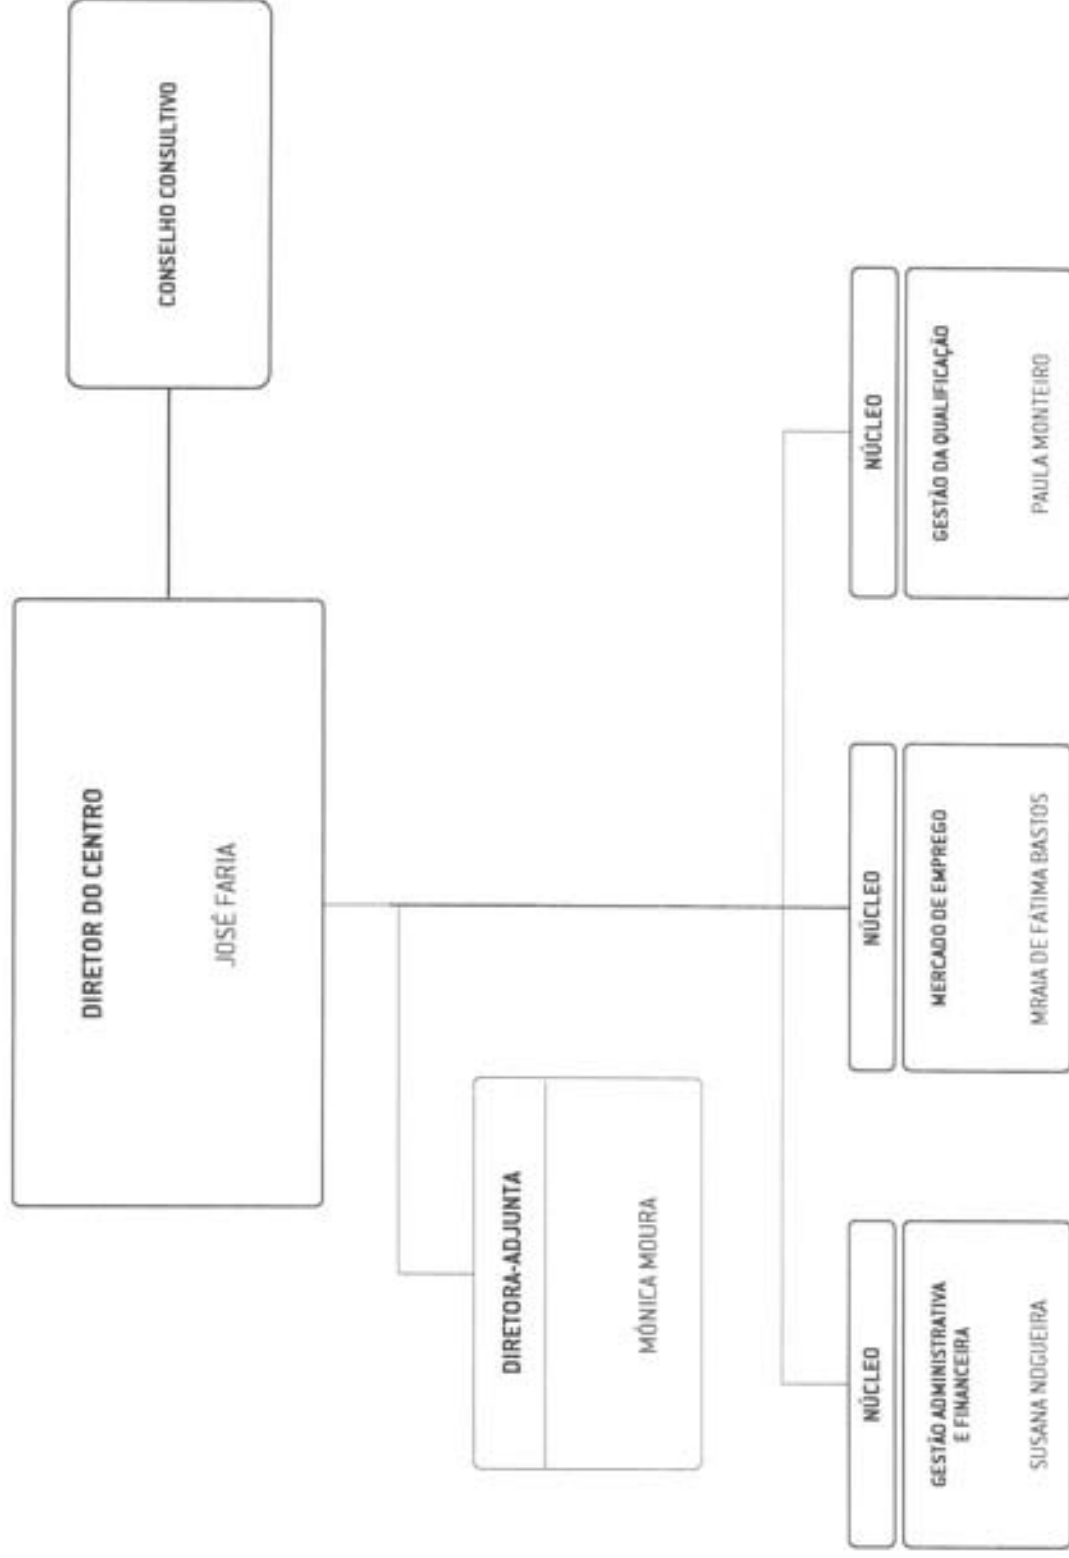 CONSELHO CONSULTIVO
DIRETOR DO CENTRO
JOSÉ FARIA
DIRETORA-ADJUNTA
MÓNICA MOURA
NÚCLEO
GESTÃO ADMINISTRATIVA
E FINANCEIRA
SUSANA NOGUEIRA
NÚCLEO
MERCADO DE EMPREGO
MRAIA DE FÁTIMA BASTOS
NÚCLEO
GESTÃO DA QUALIFICAÇÃO
PAULA MONTEIRO